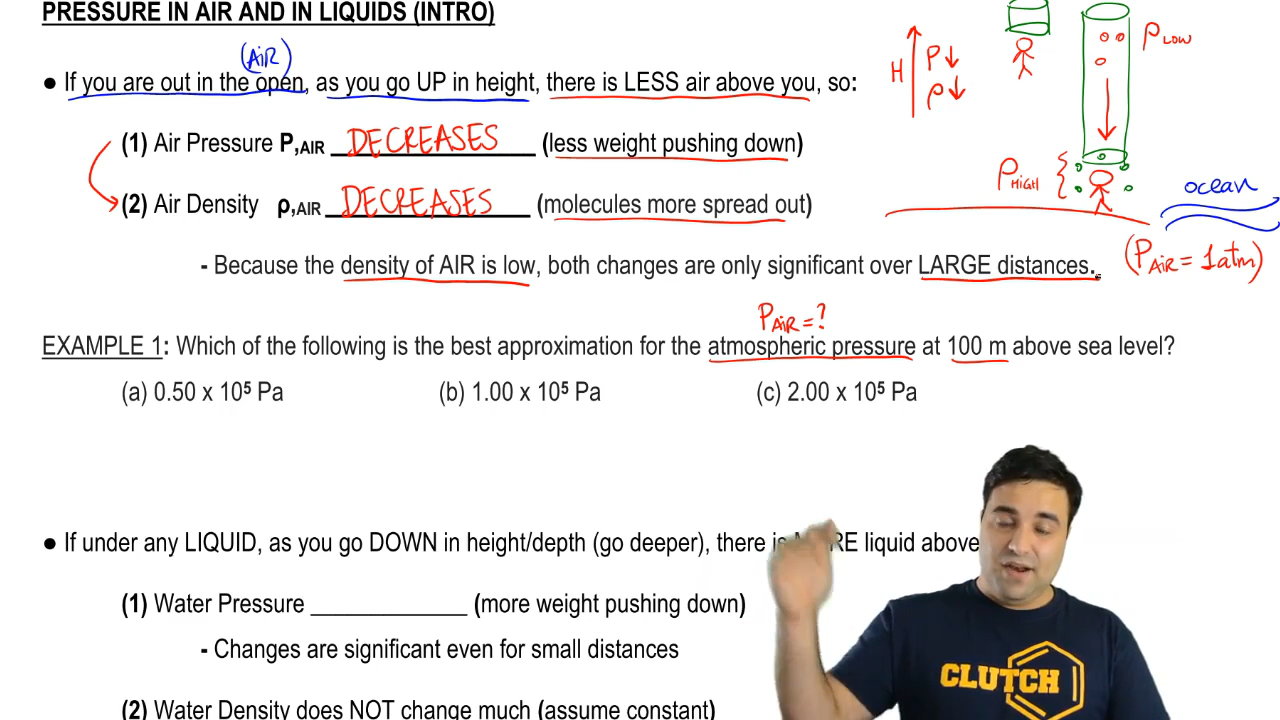 PRESSURE IN AIR AND IN LIQUIDS (INTRO)
(AiR)
● If you are out in the open, as you go UP in height, there is LESS air above you, so:
(1) Air Pressure P,AIR DECREASES (less weight pushing down)
(2) Air Density ρ,AIR DECREASES (molecules more spread out)
- Because the density of AIR is low, both changes are only significant over LARGE distances.
H P↓
ρ↓
ρLOW
ρHIGH
ocean
(PAiR = 1atm)
PAiR = ?
EXAMPLE 1: Which of the following is the best approximation for the atmospheric pressure at 100 m above sea level?
(a) 0.50 x 10⁵ Pa (b) 1.00 x 10⁵ Pa (c) 2.00 x 10⁵ Pa
● If under any LIQUID, as you go DOWN in height/depth (go deeper), there is liquid above
(1) Water Pressure ____________ (more weight pushing down)
- Changes are significant even for small distances
(2) Water Density does NOT change much (assume constant)
CLUTCH